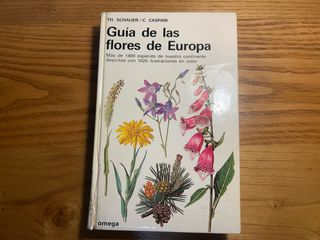 TH. SCHAUER/C. CASPARI
Guía de las
flores de Europa
Más de 1400 especies de nuestro continente
descritas con 1020 ilustraciones en color
omega